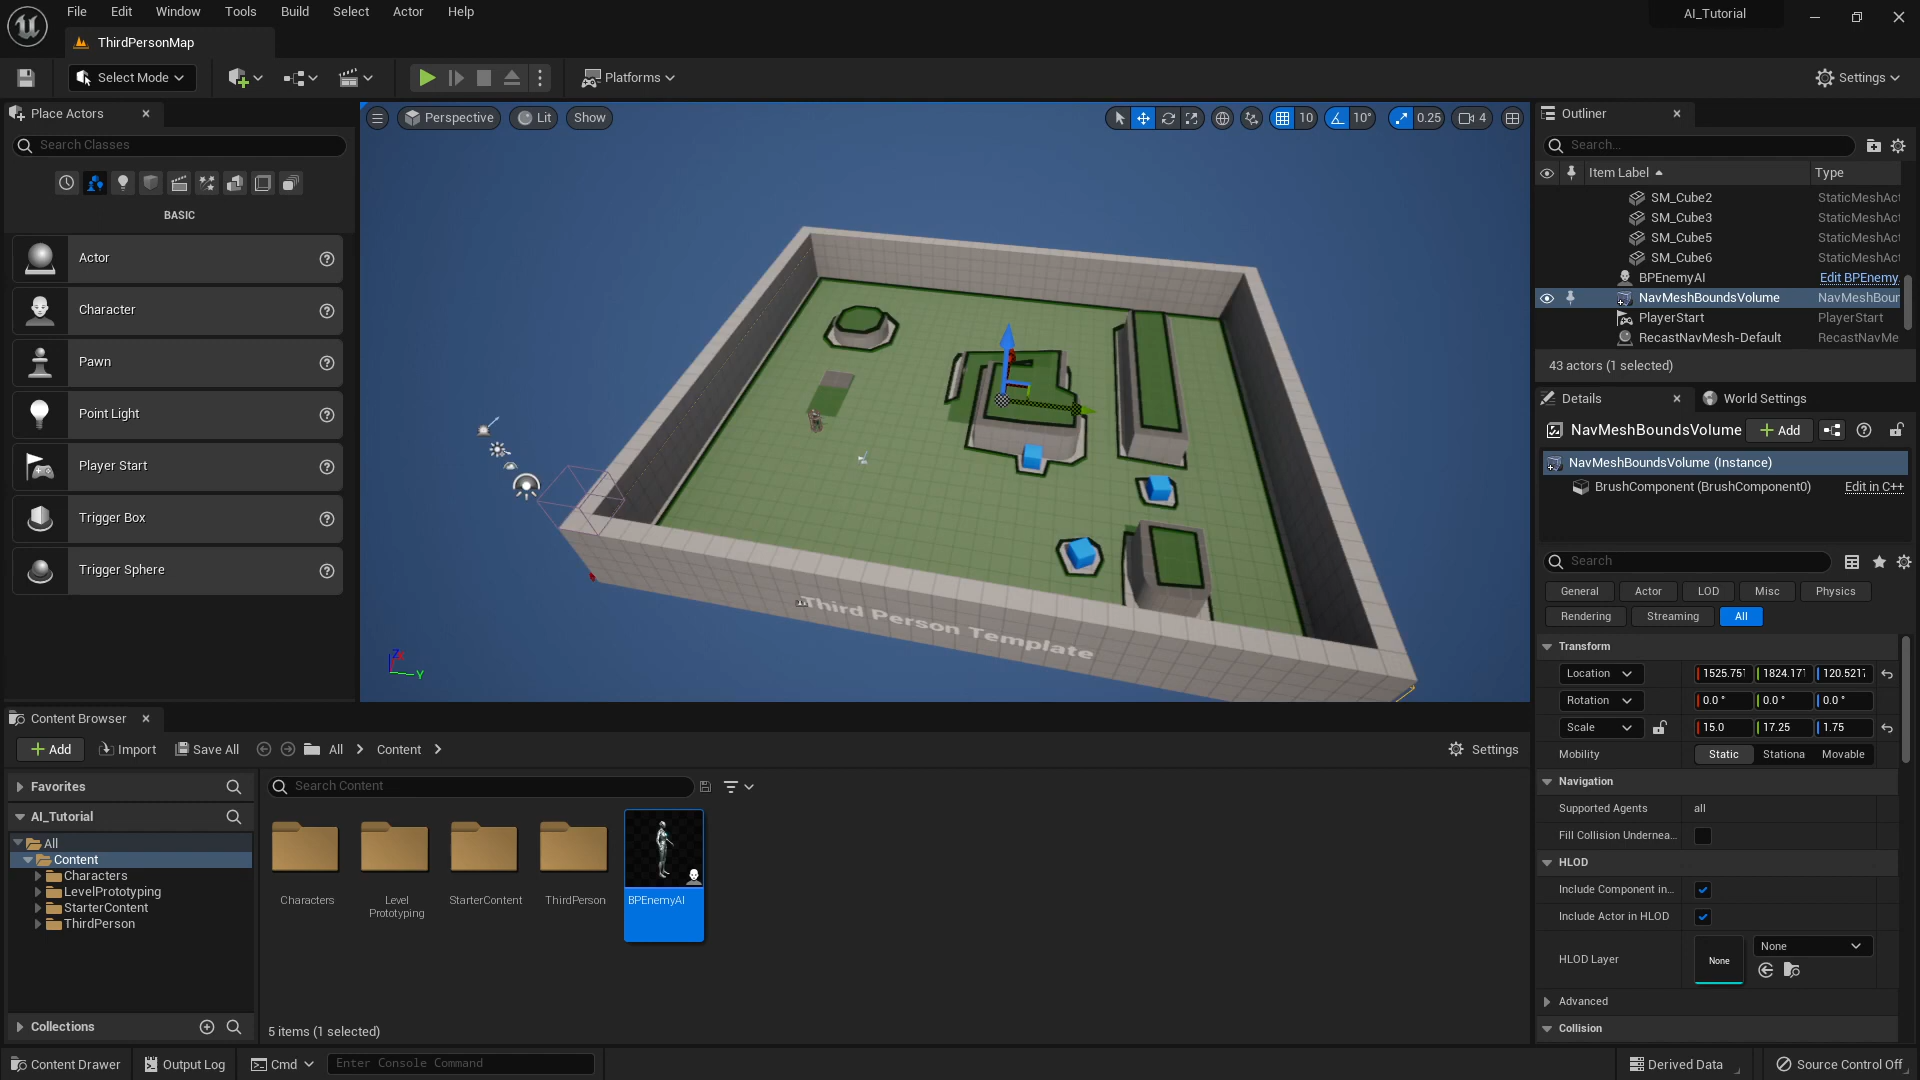 File Edit Window Tools Build Select Actor Help
AI_Tutorial
ThirdPersonMap
Select Mode
Platforms
Settings
Place Actors
Search Classes
BASIC
Actor
Character
Pawn
Point Light
Player Start
Trigger Box
Trigger Sphere
Perspective Lit Show
10 10° 0.25 4
Third Person Template
Z
Y
Outliner
Search...
Item Label Type
SM_Cube2 StaticMeshAct
SM_Cube3 StaticMeshAct
SM_Cube5 StaticMeshAct
SM_Cube6 StaticMeshAct
BPEnemyAI Edit BPEnemy
NavMeshBoundsVolume NavMeshBour
PlayerStart PlayerStart
RecastNavMesh-Default RecastNavMe
43 actors (1 selected)
Details World Settings
NavMeshBoundsVolume Add
NavMeshBoundsVolume (Instance)
BrushComponent (BrushComponent0) Edit in C++
Search
General Actor LOD Misc Physics
Rendering Streaming All
Transform
Location 1525.751 1824.171 120.5217
Rotation 0.0 ° 0.0 ° 0.0 °
Scale 15.0 17.25 1.75
Mobility Static Stationa Movable
Navigation
Supported Agents all
Fill Collision Undernea...
HLOD
Include Component in...
Include Actor in HLOD
HLOD Layer None None
Advanced
Collision
Content Browser
Add Import Save All All Content Settings
Favorites
AI_Tutorial
All
Content
Characters
LevelPrototyping
StarterContent
ThirdPerson
Collections
Search Content
Characters
Level
Prototyping
StarterContent
ThirdPerson
BPEnemyAI
5 items (1 selected)
Content Drawer Output Log Cmd Enter Console Command
Derived Data Source Control Off